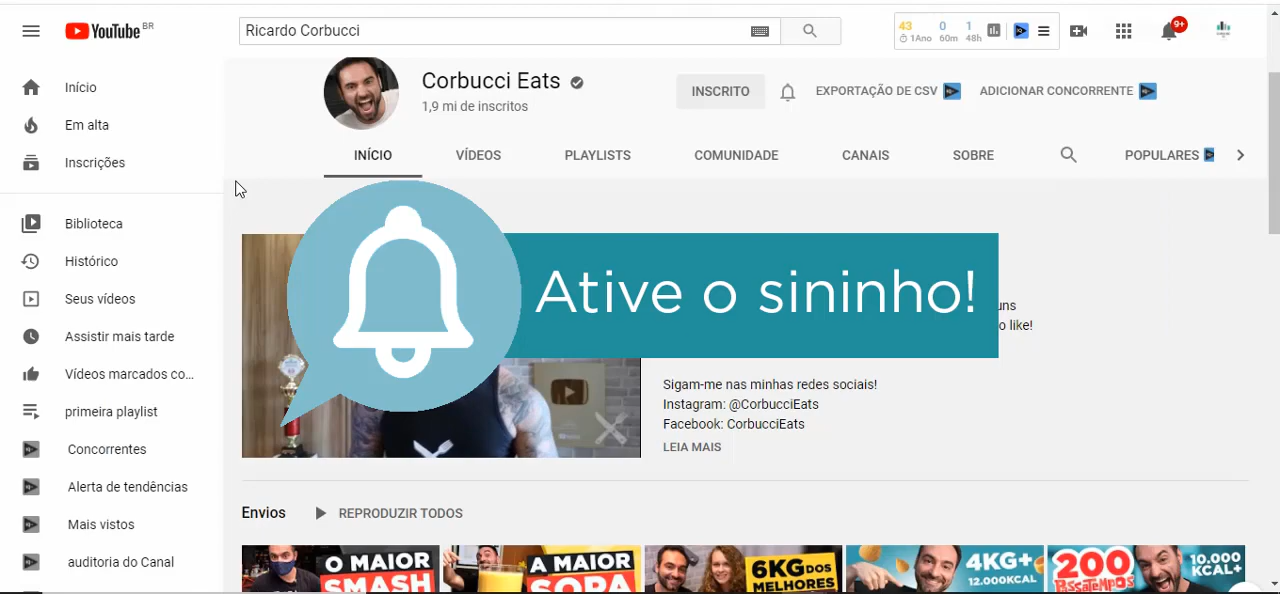 YouTube BR
Ricardo Corbucci
43 0 1
1Ano 60m 48h
9+
Início
Em alta
Inscrições
Biblioteca
Histórico
Seus vídeos
Assistir mais tarde
Vídeos marcados co...
primeira playlist
Concorrentes
Alerta de tendências
Mais vistos
auditoria do Canal
Corbucci Eats
1,9 mi de inscritos
INSCRITO
EXPORTAÇÃO DE CSV
ADICIONAR CONCORRENTE
INÍCIO VÍDEOS PLAYLISTS COMUNIDADE CANAIS SOBRE POPULARES
Ative o sininho!
o like!
Sigam-me nas minhas redes sociais!
Instagram: @CorbucciEats
Facebook: CorbucciEats
LEIA MAIS
Envios REPRODUZIR TODOS
O MAIOR
SMASH
A MAIOR
SOPA
6KG DOS
MELHORES
4KG+
12.000KCAL
200
PASSATEMPOS
10.000
KCAL+